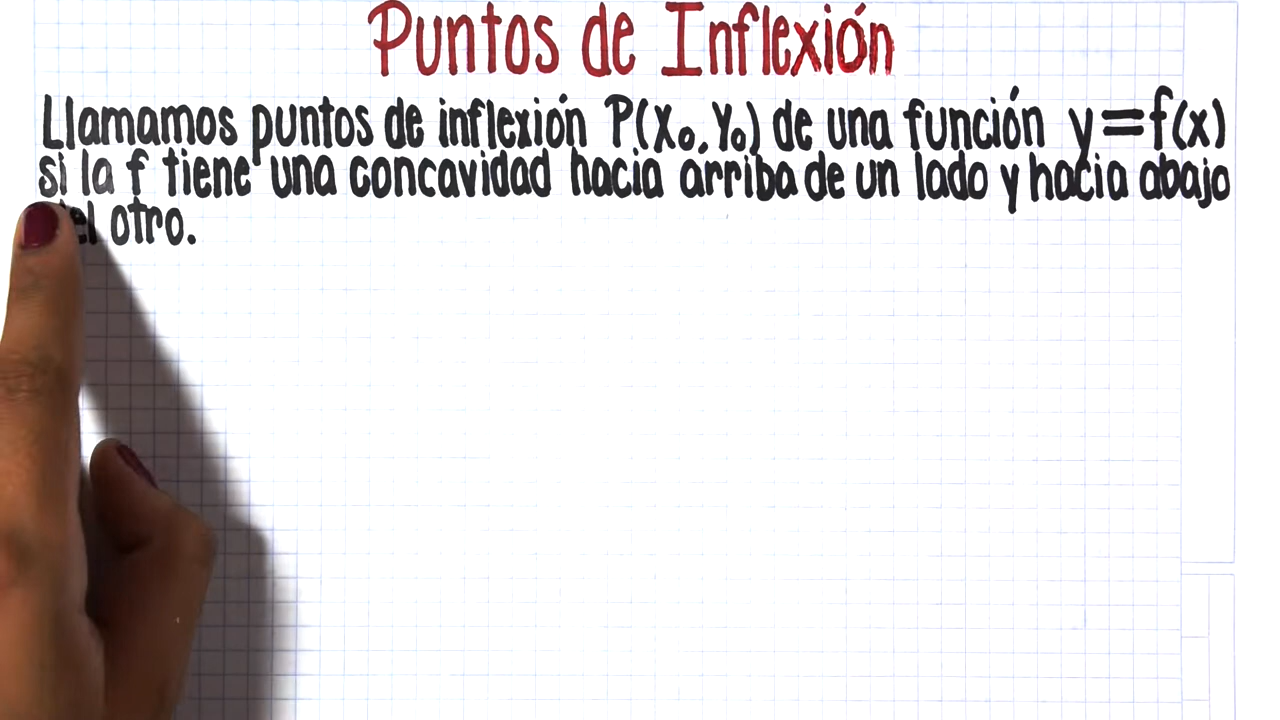 Puntos de Inflexión
Llamamos puntos de inflexión P(x₀, y₀) de una función y=f(x)
si la f tiene una concavidad hacia arriba de un lado y hacia abajo
del otro.